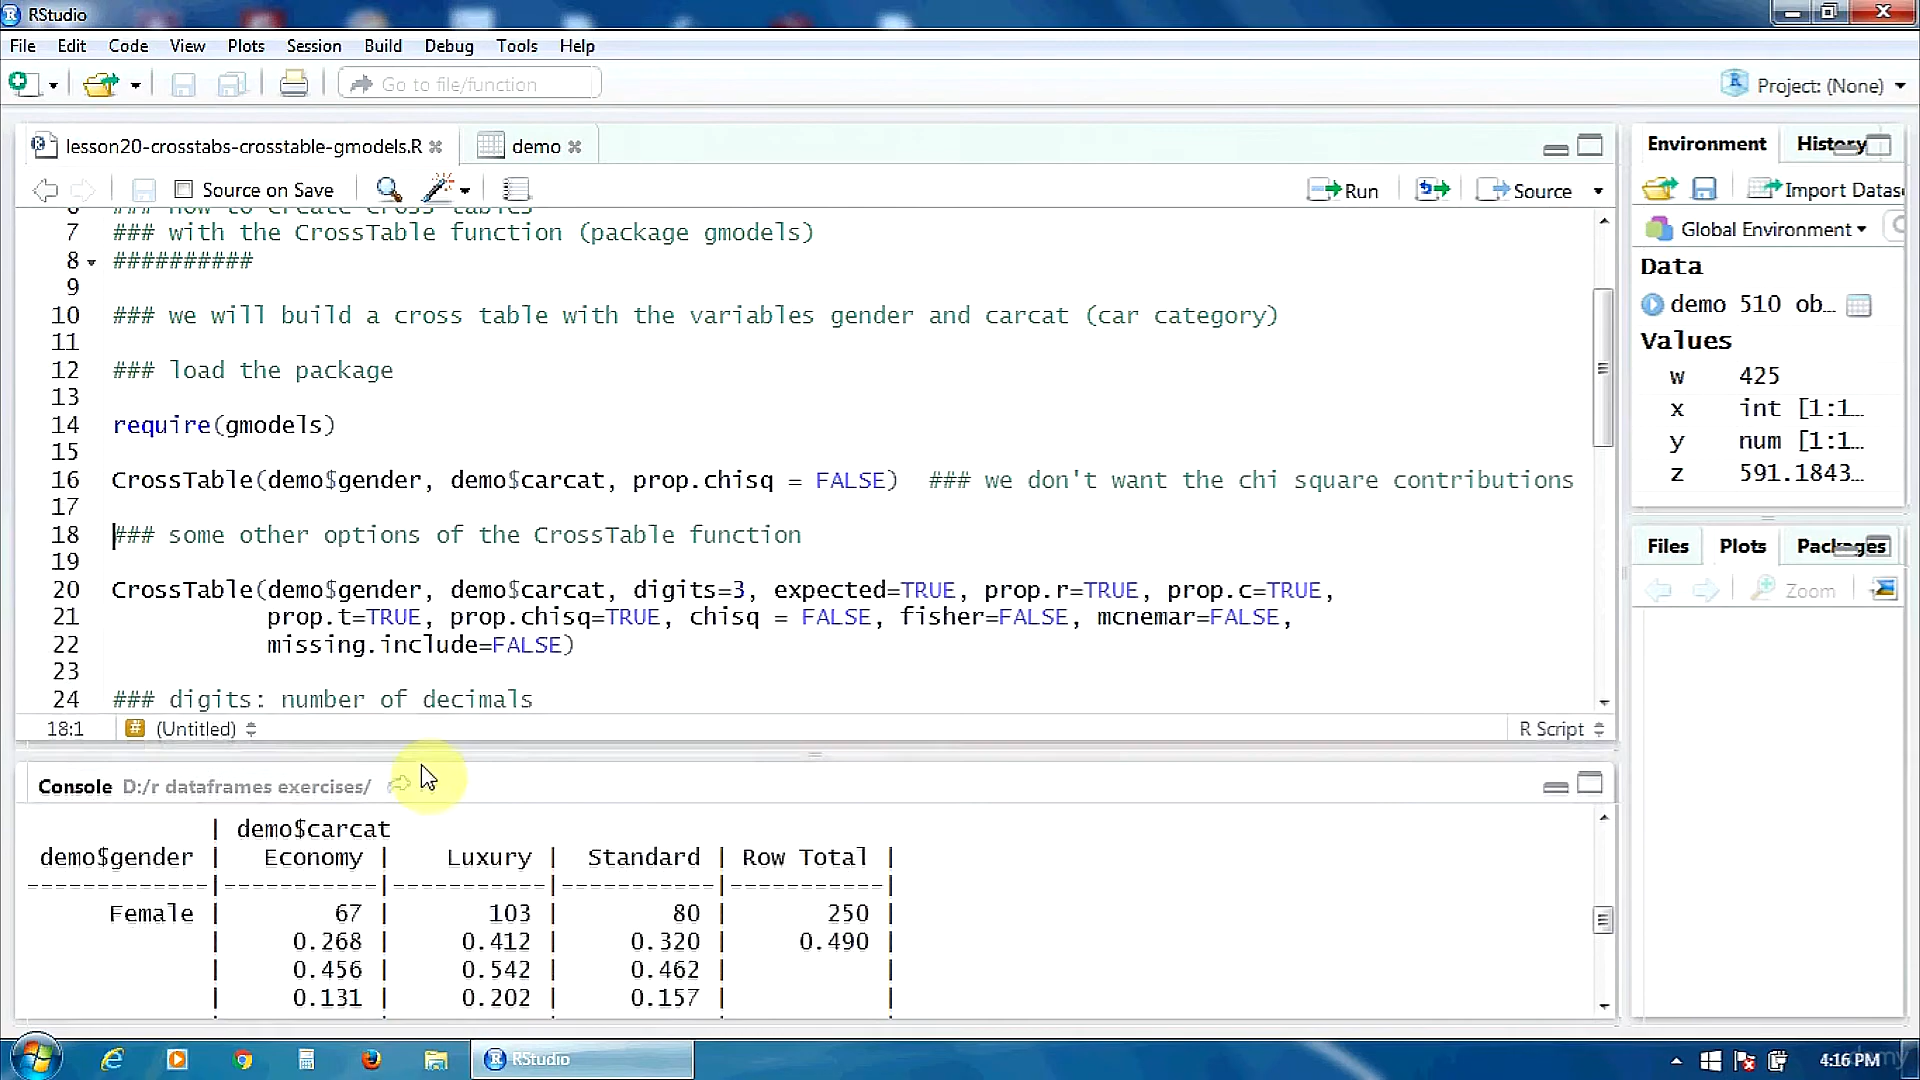 RStudio
File Edit Code View Plots Session Build Debug Tools Help
Go to file/function
Project: (None)
lesson20-crosstabs-crosstable-gmodels.R
demo
Environment History
Source on Save
Run
Source
Import Datas
Global Environment
6 ### how to create cross tables
7 ### with the CrossTable function (package gmodels)
8 ##########
9
10 ### we will build a cross table with the variables gender and carcat (car category)
11
12 ### load the package
13
14 require(gmodels)
15
16 CrossTable(demo$gender, demo$carcat, prop.chisq = FALSE) ### we don't want the chi square contributions
17
18 ### some other options of the CrossTable function
19
20 CrossTable(demo$gender, demo$carcat, digits=3, expected=TRUE, prop.r=TRUE, prop.c=TRUE,
21 prop.t=TRUE, prop.chisq=TRUE, chisq = FALSE, fisher=FALSE, mcnemar=FALSE,
22 missing.include=FALSE)
23
24 ### digits: number of decimals
18:1 # (Untitled) R Script
Data
demo 510 ob...
Values
w 425
x int [1:1...
y num [1:1...
z 591.1843...
Files Plots Packages
Zoom
Console D:/r dataframes exercises/
| demo$carcat
demo$gender | Economy | Luxury | Standard | Row Total |
-------------|-----------|-----------|-----------|-----------|
Female | 67 | 103 | 80 | 250 |
| 0.268 | 0.412 | 0.320 | 0.490 |
| 0.456 | 0.542 | 0.462 | |
| 0.131 | 0.202 | 0.157 | |
RStudio
4:16 PM